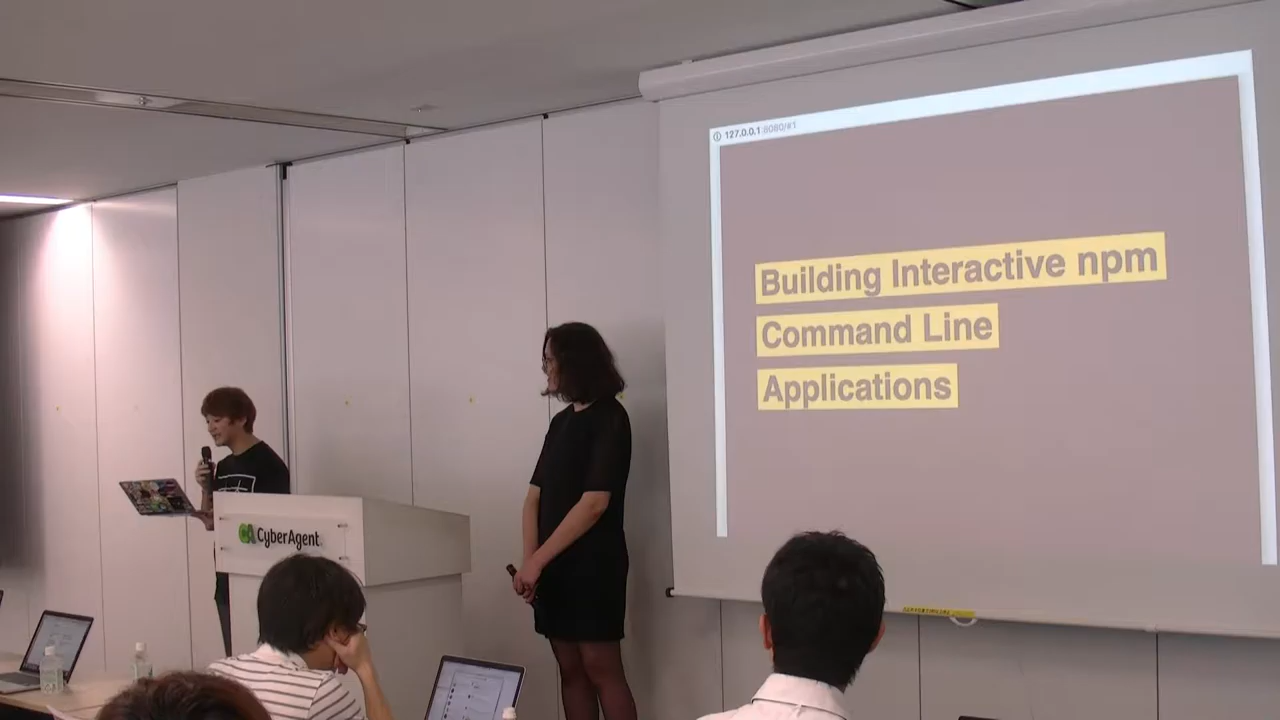 127.0.0.1:8080/#1
Building Interactive npm
Command Line
Applications
CyberAgent